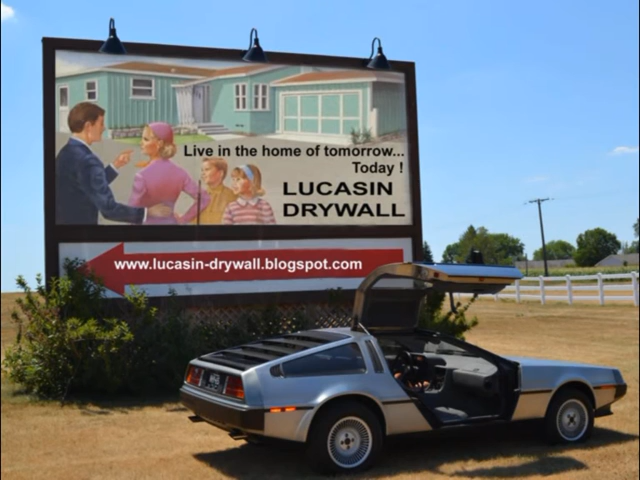 Live in the home of tomorrow...
Today !
LUCASIN
DRYWALL
www.lucasin-drywall.blogspot.com